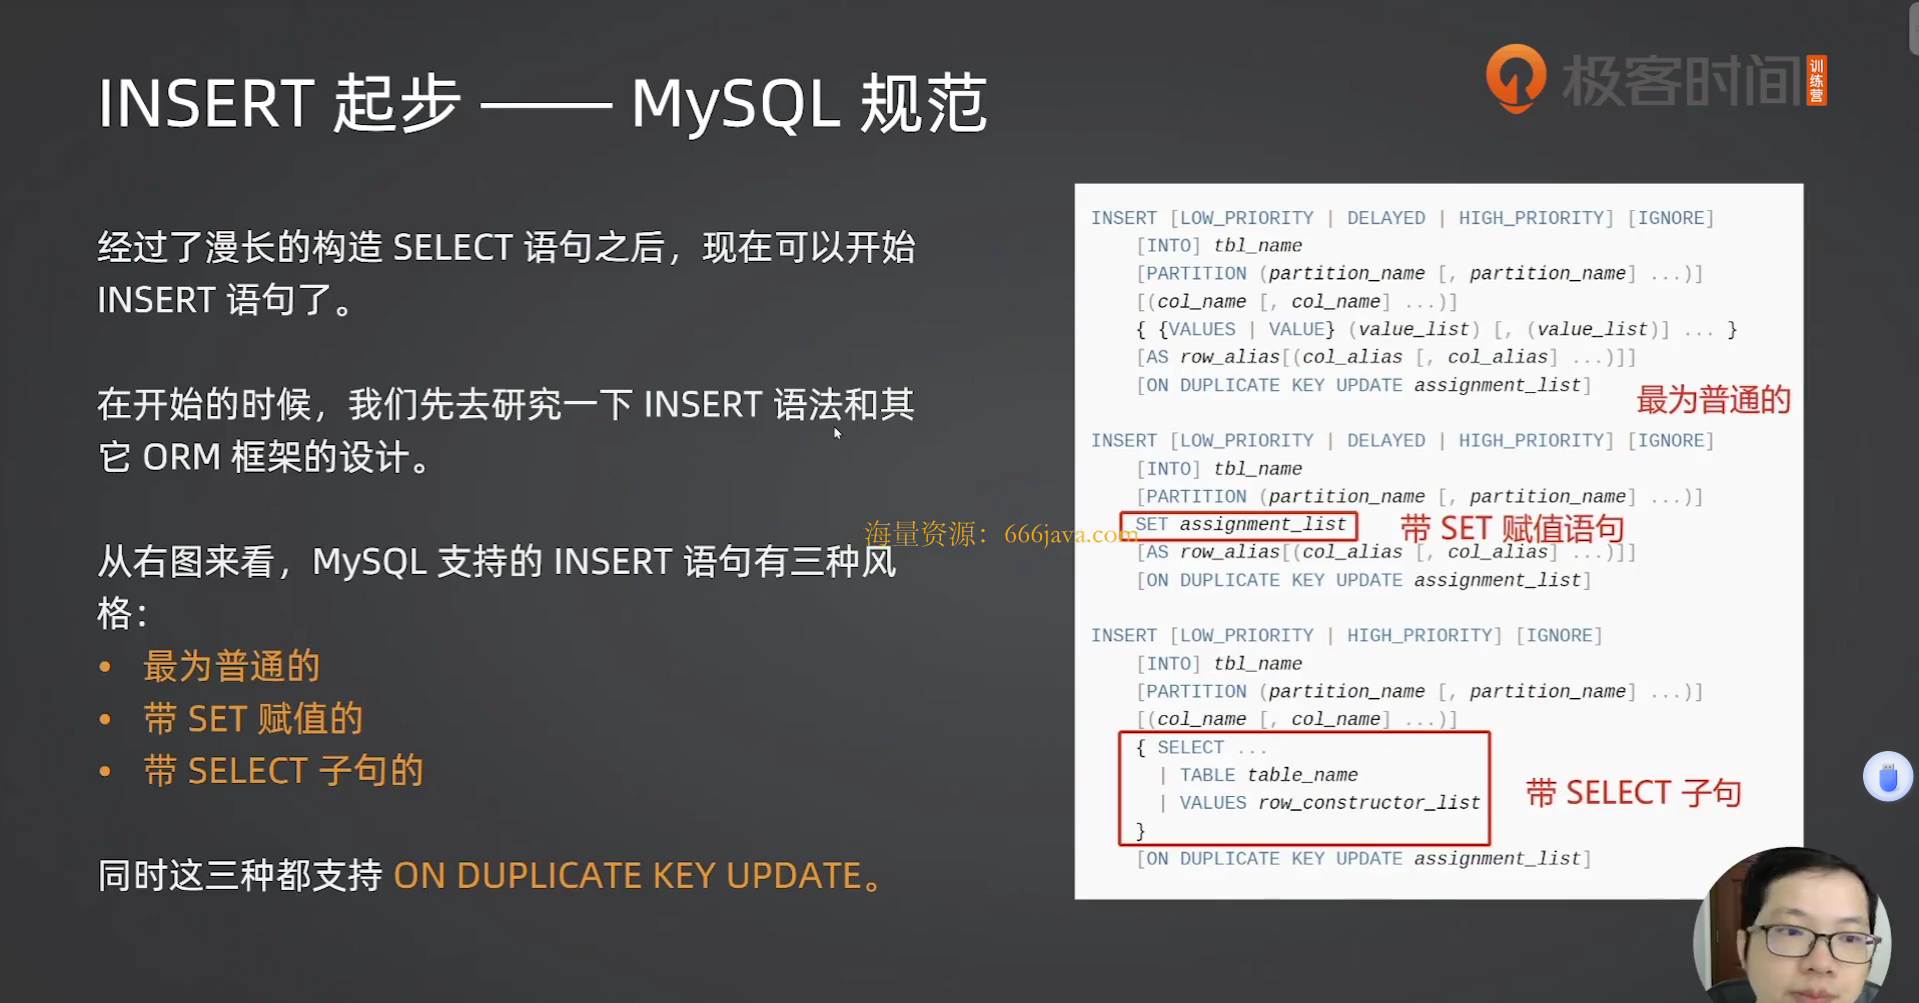 INSERT 起步 —— MySQL 规范
极客时间
训练营
经过了漫长的构造 SELECT 语句之后，现在可以开始
INSERT 语句了。
在开始的时候，我们先去研究一下 INSERT 语法和其
它 ORM 框架的设计。
从右图来看，MySQL 支持的 INSERT 语句有三种风
格：
• 最为普通的
• 带 SET 赋值的
• 带 SELECT 子句的
同时这三种都支持 ON DUPLICATE KEY UPDATE。
海量资源：666java.com
INSERT [LOW_PRIORITY | DELAYED | HIGH_PRIORITY] [IGNORE]
[INTO] tbl_name
[PARTITION (partition_name [, partition_name] ...)]
[(col_name [, col_name] ...)]
{ {VALUES | VALUE} (value_list) [, (value_list)] ... }
[AS row_alias[(col_alias [, col_alias] ...)]]
[ON DUPLICATE KEY UPDATE assignment_list]
最为普通的
INSERT [LOW_PRIORITY | DELAYED | HIGH_PRIORITY] [IGNORE]
[INTO] tbl_name
[PARTITION (partition_name [, partition_name] ...)]
SET assignment_list
带 SET 赋值语句
[AS row_alias[(col_alias [, col_alias] ...)]]
[ON DUPLICATE KEY UPDATE assignment_list]
INSERT [LOW_PRIORITY | HIGH_PRIORITY] [IGNORE]
[INTO] tbl_name
[PARTITION (partition_name [, partition_name] ...)]
[(col_name [, col_name] ...)]
{ SELECT ...
| TABLE table_name
| VALUES row_constructor_list
}
带 SELECT 子句
[ON DUPLICATE KEY UPDATE assignment_list]